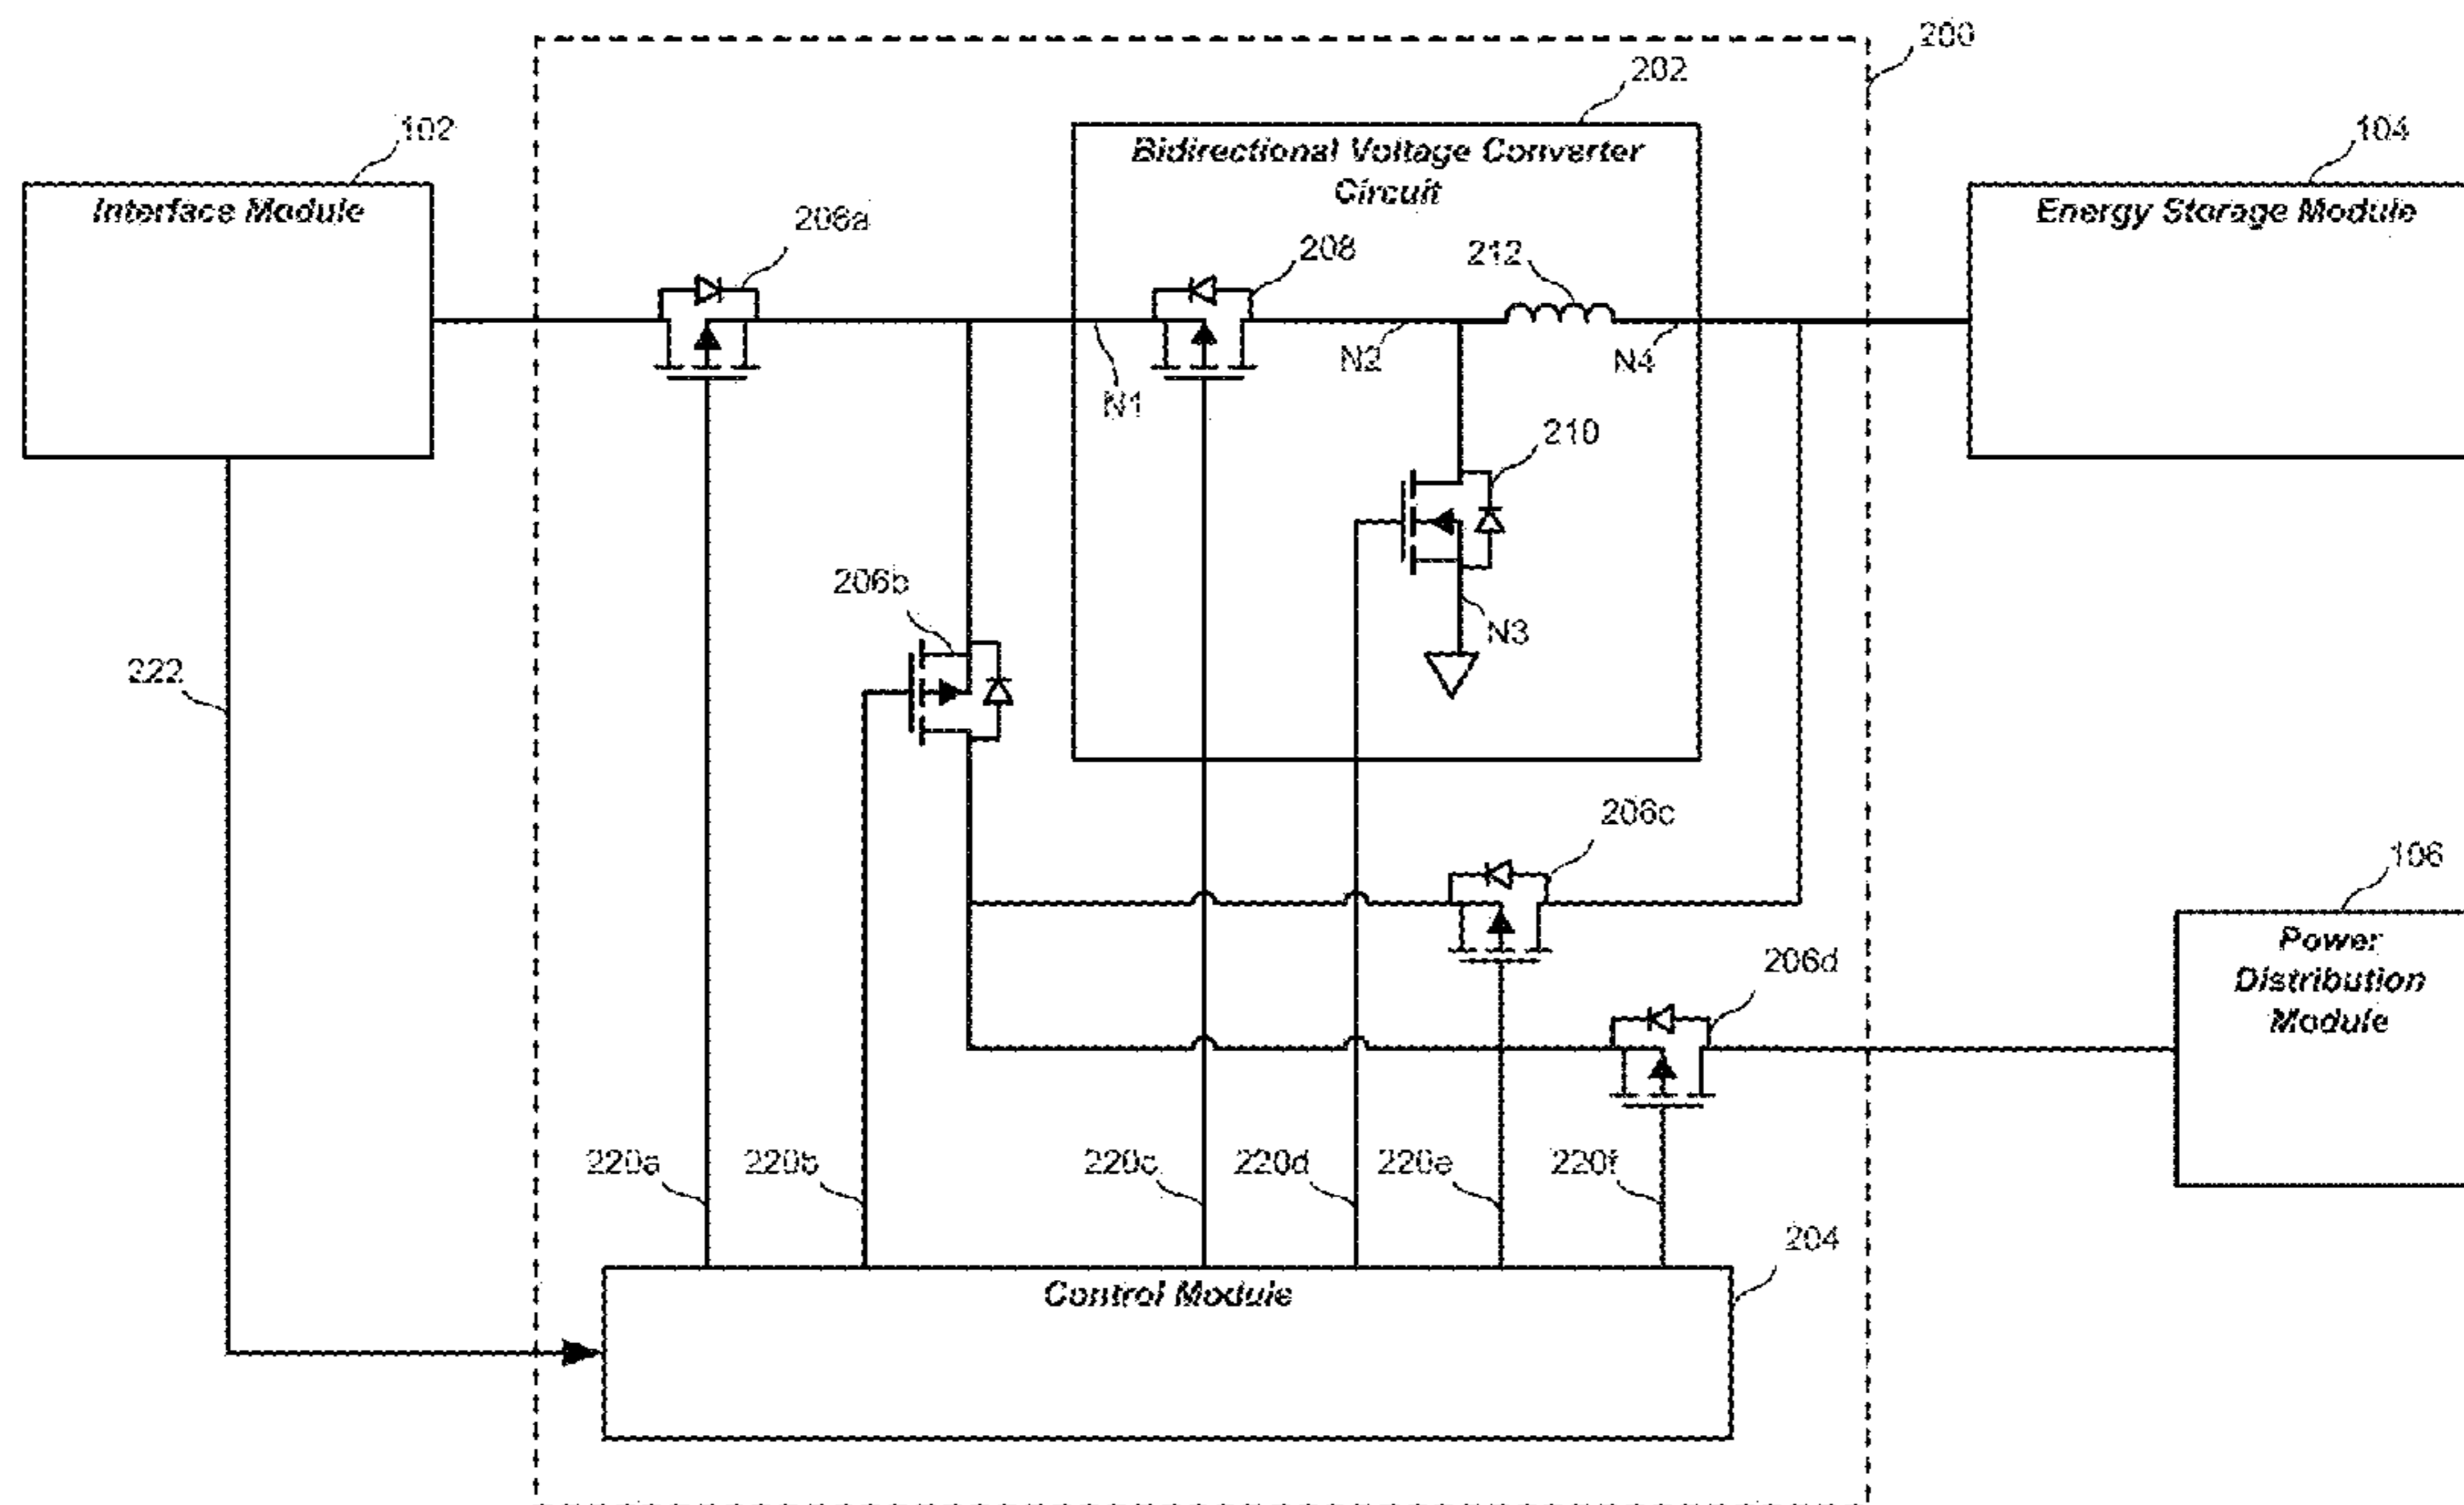 200
202
102
104
Bidirectional Voltage Converter
Circuit
Interface Module
Energy Storage Module
206a
208
212
N1
N2
N4
210
206b
N3
222
206c
106
Power
Distribution
Module
206d
220a
220b
220c
220d
220e
220f
204
Control Module